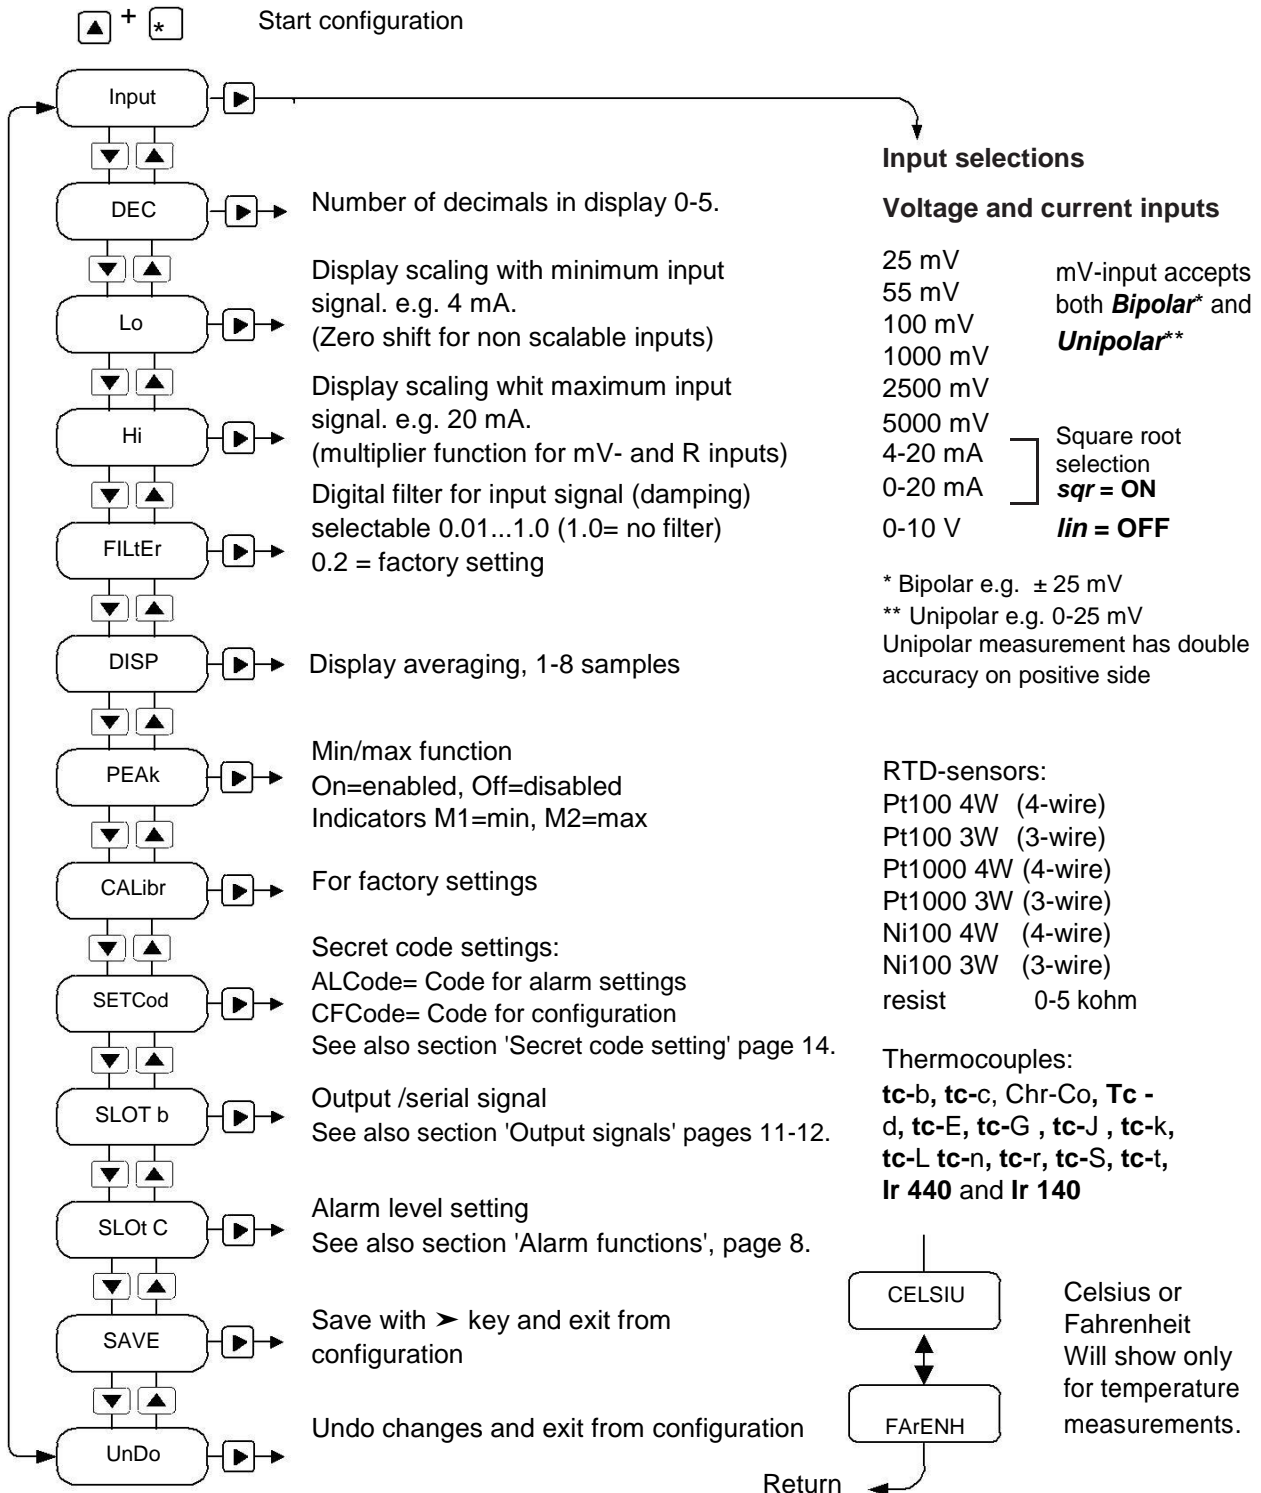 + *
Start configuration
Input
DEC
Number of decimals in display 0-5.
Lo
Display scaling with minimum input
signal. e.g. 4 mA.
(Zero shift for non scalable inputs)
Hi
Display scaling whit maximum input
signal. e.g. 20 mA.
(multiplier function for mV- and R inputs)
FILtEr
Digital filter for input signal (damping)
selectable 0.01...1.0 (1.0= no filter)
0.2 = factory setting
DISP
Display averaging, 1-8 samples
PEAk
Min/max function
On=enabled, Off=disabled
Indicators M1=min, M2=max
CALibr
For factory settings
SETCod
Secret code settings:
ALCode= Code for alarm settings
CFCode= Code for configuration
See also section 'Secret code setting' page 14.
SLOT b
Output /serial signal
See also section 'Output signals' pages 11-12.
SLOt C
Alarm level setting
See also section 'Alarm functions', page 8.
SAVE
Save with ➤ key and exit from
configuration
UnDo
Undo changes and exit from configuration
Input selections
Voltage and current inputs
25 mV
55 mV
100 mV
1000 mV
2500 mV
5000 mV
4-20 mA
0-20 mA
0-10 V
mV-input accepts
both Bipolar* and
Unipolar**
Square root
selection
sqr = ON
lin = OFF
* Bipolar e.g. ± 25 mV
** Unipolar e.g. 0-25 mV
Unipolar measurement has double
accuracy on positive side
RTD-sensors:
Pt100 4W (4-wire)
Pt100 3W (3-wire)
Pt1000 4W (4-wire)
Pt1000 3W (3-wire)
Ni100 4W (4-wire)
Ni100 3W (3-wire)
resist 0-5 kohm
Thermocouples:
tc-b, tc-c, Chr-Co, Tc -
d, tc-E, tc-G , tc-J , tc-k,
tc-L tc-n, tc-r, tc-S, tc-t,
Ir 440 and Ir 140
CELSIU
FArENH
Celsius or
Fahrenheit
Will show only
for temperature
measurements.
Return